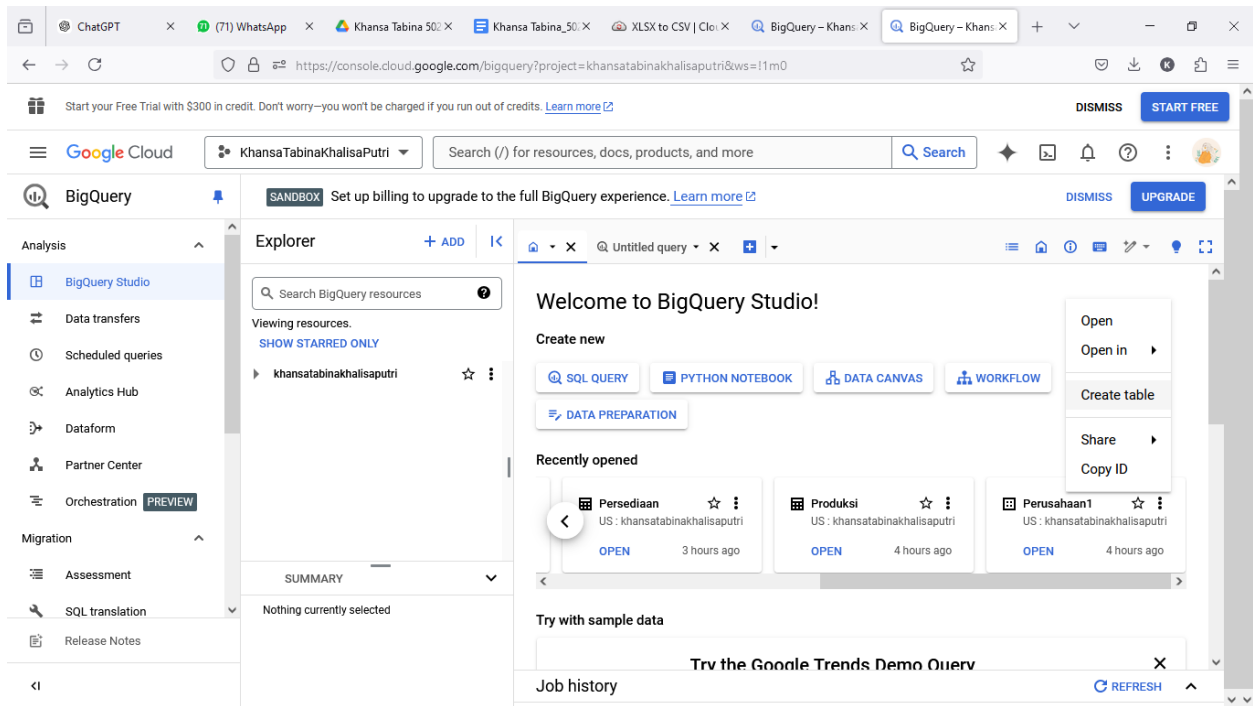 ChatGPT
(71) WhatsApp
Khansa Tabina 502
Khansa Tabina_50.
XLSX to CSV | Clou
BigQuery – Khans
BigQuery – Khans
https://console.cloud.google.com/bigquery?project=khansatabinakhalisaputri&ws=!1m0
K
Start your Free Trial with $300 in credit. Don't worry—you won't be charged if you run out of credits. Learn more
DISMISS
START FREE
Google Cloud
KhansaTabinaKhalisaPutri
Search (/) for resources, docs, products, and more
Search
BigQuery
SANDBOX Set up billing to upgrade to the full BigQuery experience. Learn more
DISMISS
UPGRADE
Analysis
BigQuery Studio
Data transfers
Scheduled queries
Analytics Hub
Dataform
Partner Center
Orchestration PREVIEW
Migration
Assessment
SQL translation
Release Notes
Explorer
+ ADD
Search BigQuery resources
Viewing resources.
SHOW STARRED ONLY
khansatabinakhalisaputri
SUMMARY
Nothing currently selected
Untitled query
Welcome to BigQuery Studio!
Create new
SQL QUERY
PYTHON NOTEBOOK
DATA CANVAS
WORKFLOW
DATA PREPARATION
Open
Open in
Create table
Share
Copy ID
Recently opened
Persediaan
US : khansatabinakhalisaputri
OPEN
3 hours ago
Produksi
US : khansatabinakhalisaputri
OPEN
4 hours ago
Perusahaan1
US : khansatabinakhalisaputri
OPEN
4 hours ago
Try with sample data
Try the Google Trends Demo Query
Job history
REFRESH